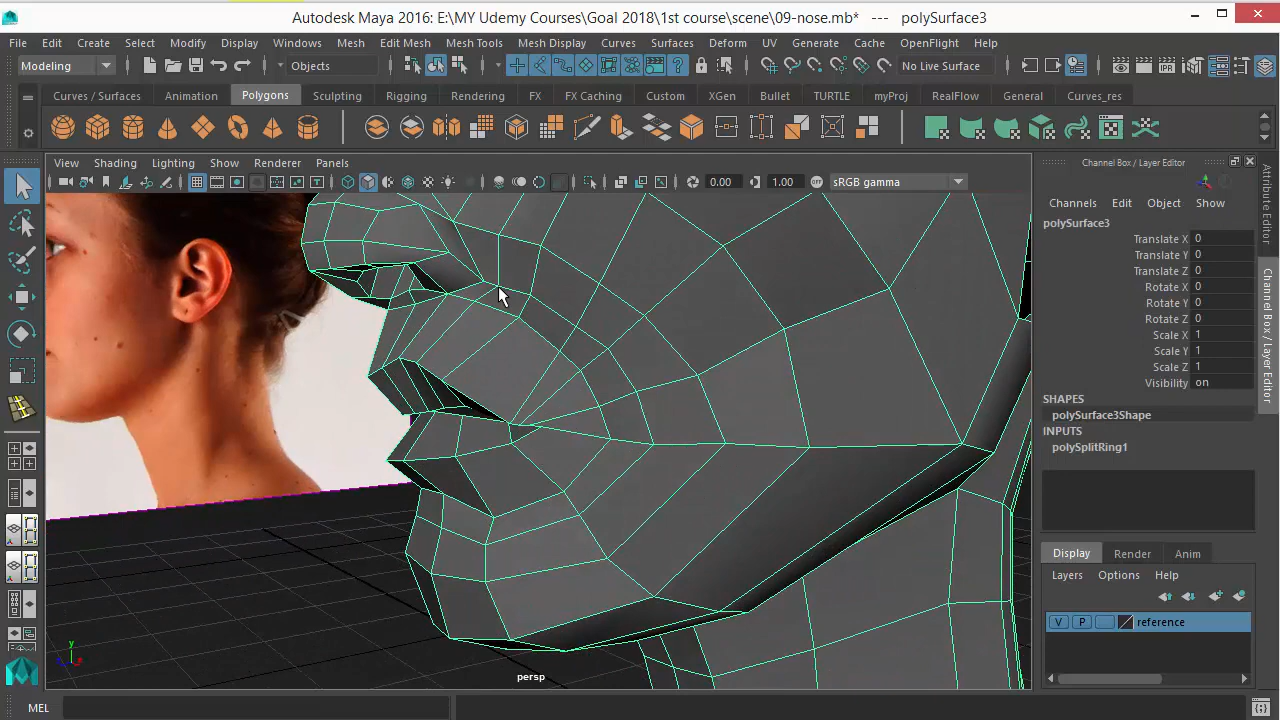 Autodesk Maya 2016: E:\MY Udemy Courses\Goal 2018\1st course\scene\09-nose.mb* --- polySurface3
File Edit Create Select Modify Display Windows Mesh Edit Mesh Mesh Tools Mesh Display Curves Surfaces Deform UV Generate Cache OpenFlight Help
Modeling Objects No Live Surface
Curves / Surfaces Animation Polygons Sculpting Rigging Rendering FX FX Caching Custom XGen Bullet TURTLE myProj RealFlow General Curves_res
View Shading Lighting Show Renderer Panels
0.00 1.00 sRGB gamma
Channel Box / Layer Editor
Channels Edit Object Show
polySurface3
Translate X 0
Translate Y 0
Translate Z 0
Rotate X 0
Rotate Y 0
Rotate Z 0
Scale X 1
Scale Y 1
Scale Z 1
Visibility on
SHAPES
polySurface3Shape
INPUTS
polySplitRing1
Display Render Anim
Layers Options Help
V P reference
Attribute Editor
Channel Box / Layer Editor
y
persp
MEL